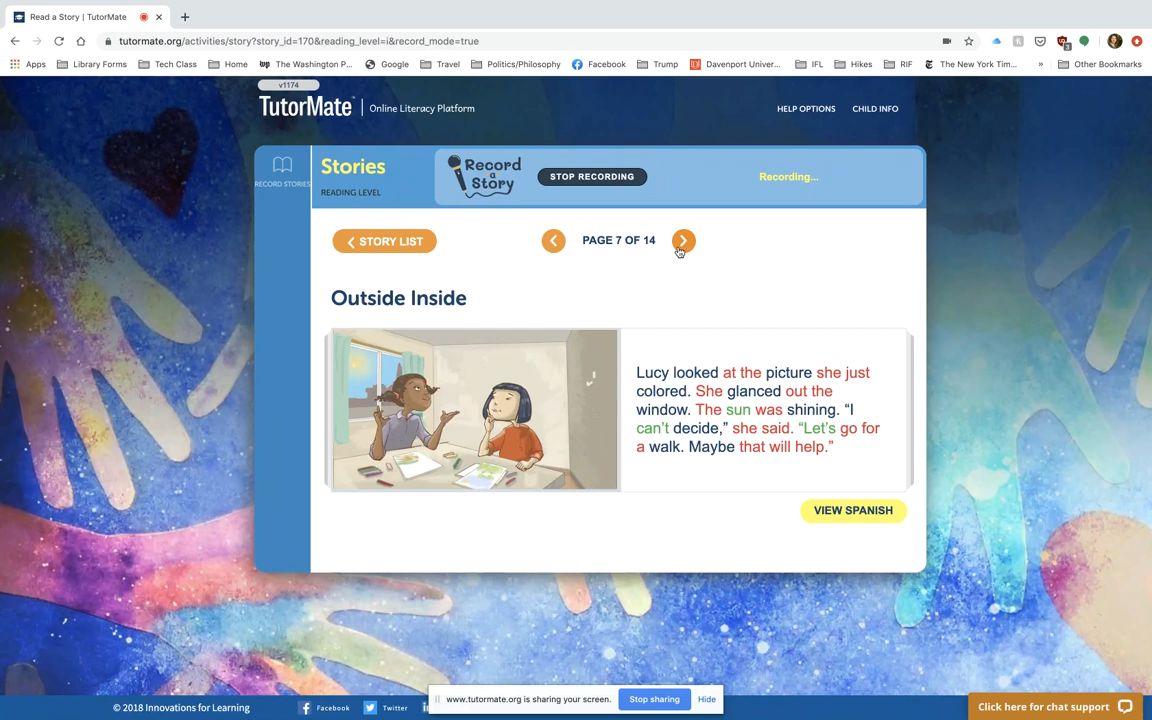 Read a Story | TutorMate
tutormate.org/activities/story?story_id=170&reading_level=i&record_mode=true
Apps Library Forms Tech Class Home The Washington P... Google Travel Politics/Philosophy Facebook Trump Davenport Univer... IFL Hikes RIF The New York Tim... » Other Bookmarks
v1174
TutorMate | Online Literacy Platform
HELP OPTIONS CHILD INFO
RECORD STORIES
Stories
READING LEVEL
Record
a
Story
STOP RECORDING
Recording...
STORY LIST
PAGE 7 OF 14
Outside Inside
Lucy looked at the picture she just
colored. She glanced out the
window. The sun was shining. “I
can’t decide,” she said. “Let’s go for
a walk. Maybe that will help.”
VIEW SPANISH
© 2018 Innovations for Learning
Facebook
Twitter
www.tutormate.org is sharing your screen.
Stop sharing
Hide
Click here for chat support